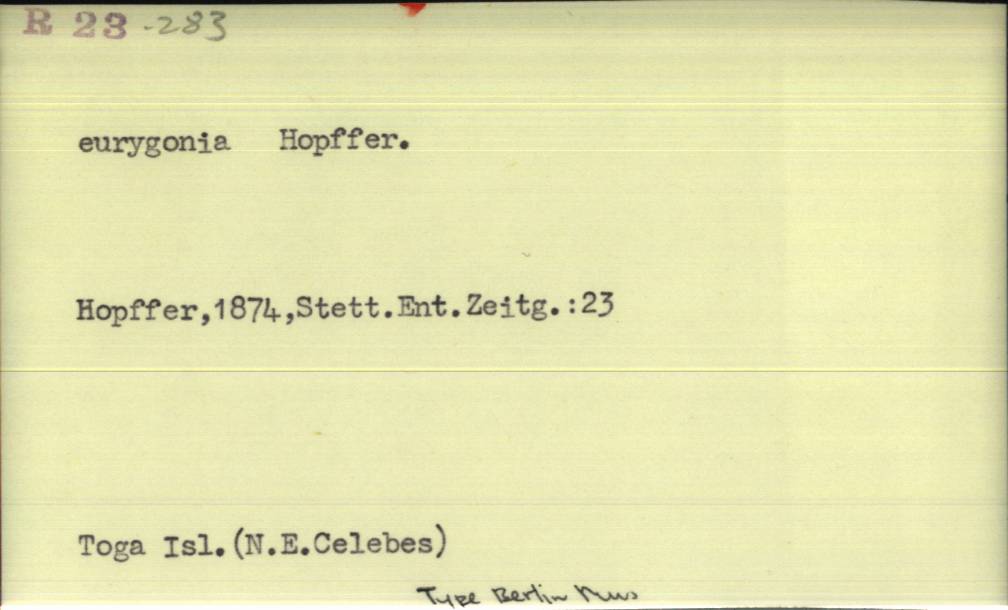 R 23 -283
eurygonia Hopffer.
Hopffer,1874,Stett.Ent.Zeitg.:23
Toga Isl.(N.E.Celebes)
Type Berlin Mus